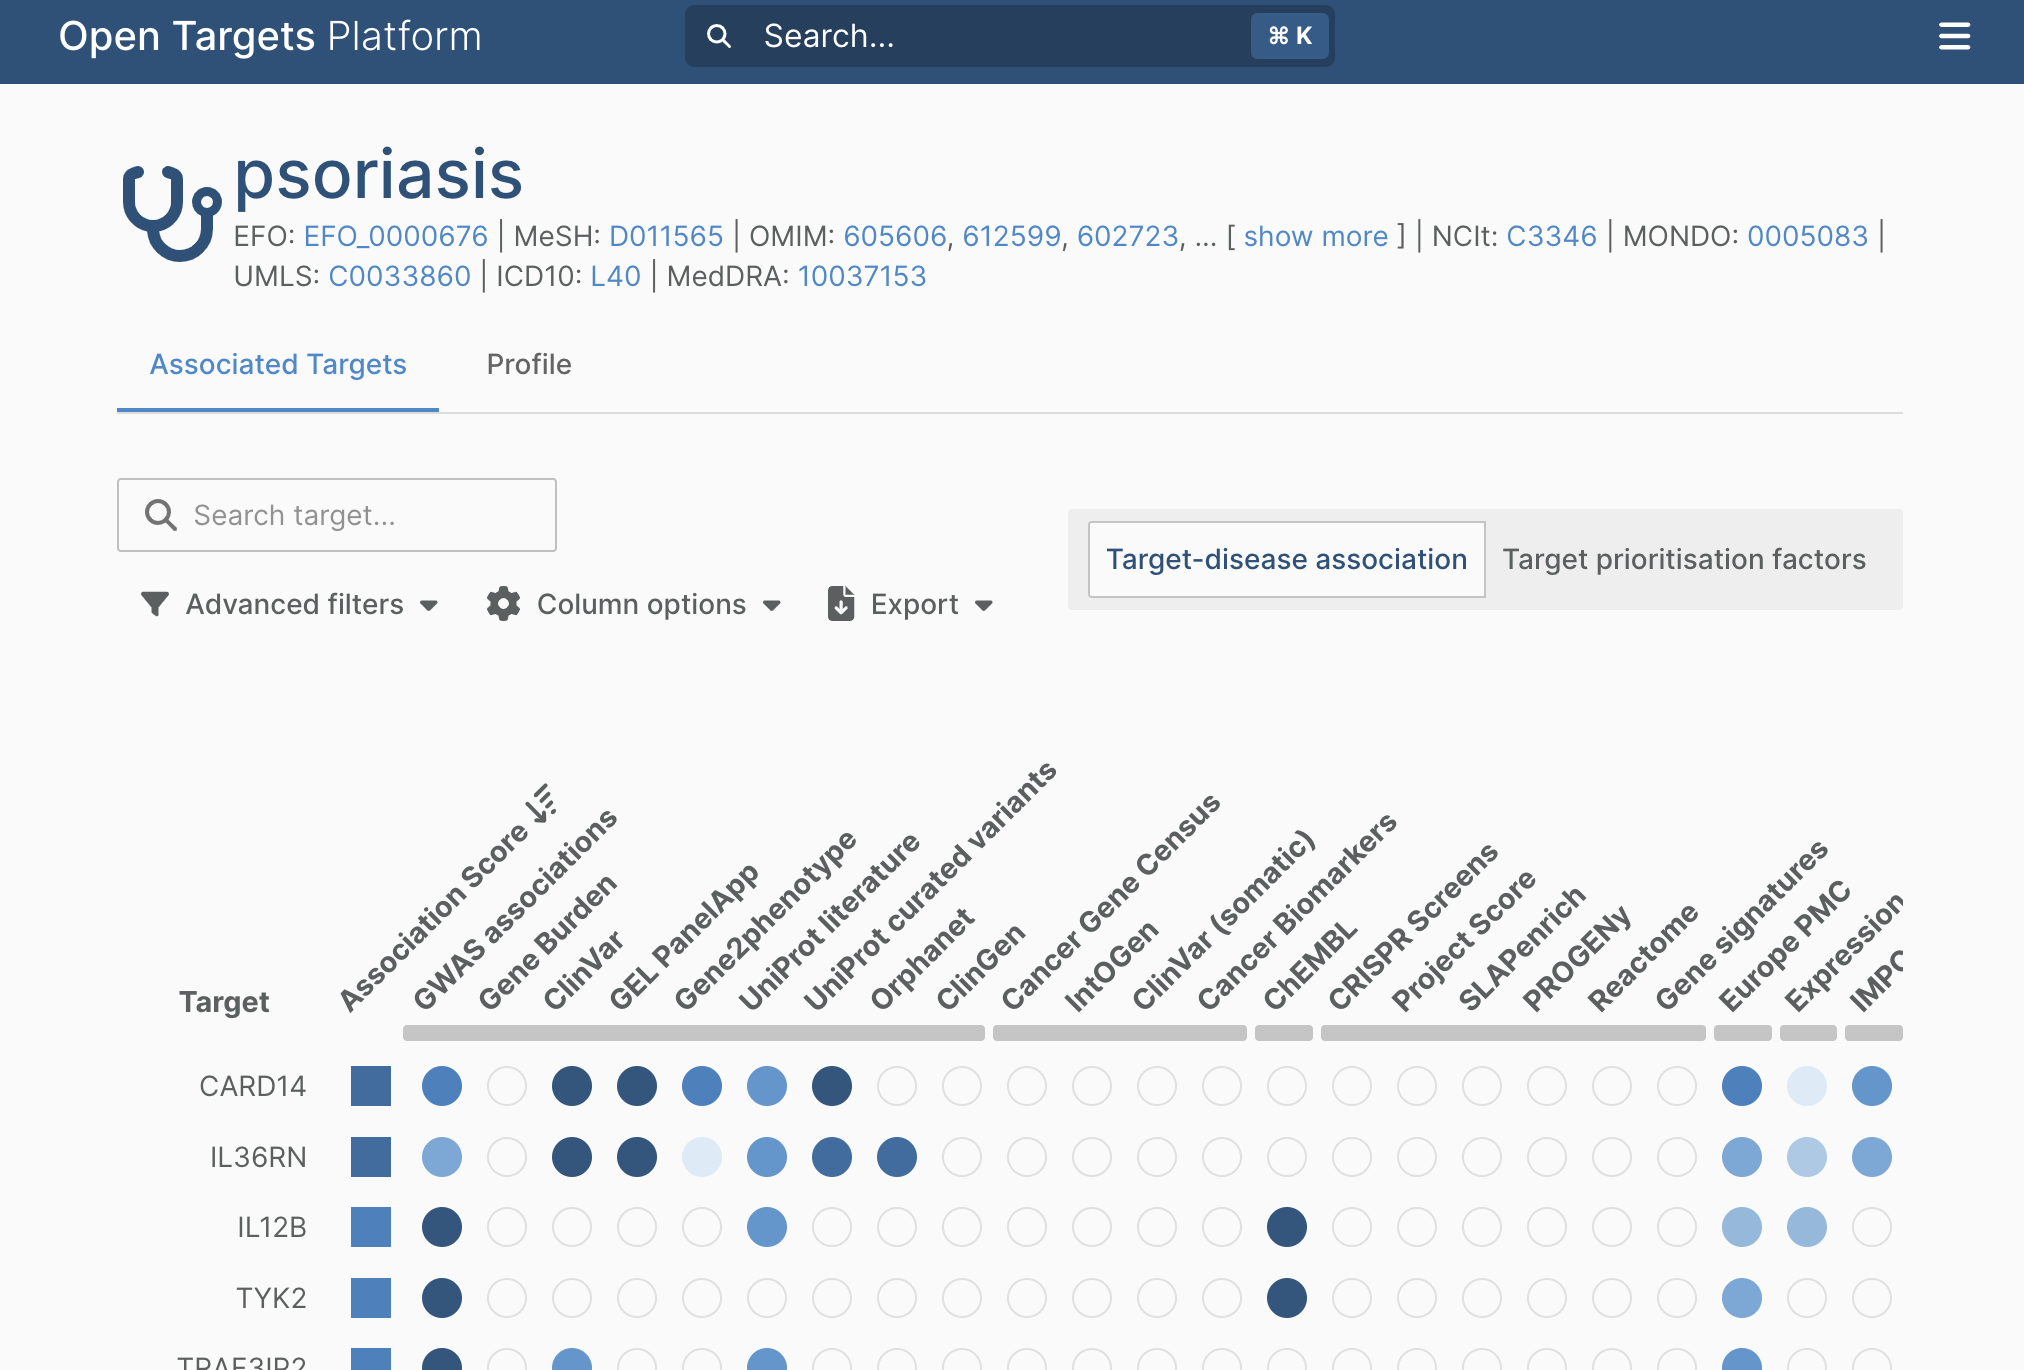 Open Targets Platform
Search...
⌘ K
psoriasis
EFO: EFO_0000676 | MeSH: D011565 | OMIM: 605606, 612599, 602723, ... [ show more ] | NCIt: C3346 | MONDO: 0005083 |
UMLS: C0033860 | ICD10: L40 | MedDRA: 10037153
Associated Targets
Profile
Search target...
Target-disease association
Target prioritisation factors
Advanced filters
Column options
Export
Target
Association Score
GWAS associations
Gene Burden
ClinVar
GEL PanelApp
Gene2phenotype
UniProt literature
UniProt curated variants
Orphanet
ClinGen
Cancer Gene Census
IntOGen
ClinVar (somatic)
Cancer Biomarkers
ChEMBL
CRISPR Screens
Project Score
SLAPenrich
PROGENy
Reactome
Gene signatures
Europe PMC
Expression
IMPC
CARD14
IL36RN
IL12B
TYK2
TRAF3IP2